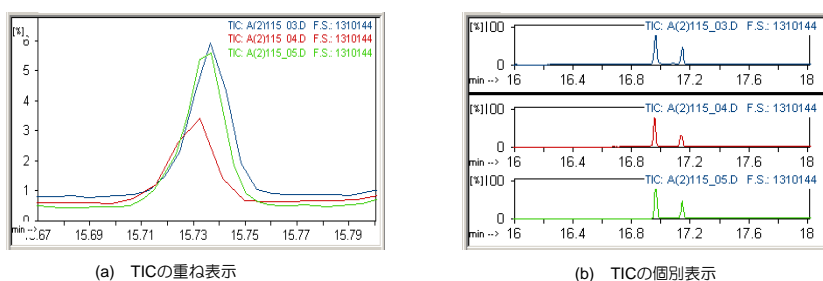 TIC: A(2)115_03.D F.S.: 1310144
TIC: A(2)115_04.D F.S.: 1310144
TIC: A(2)115_05.D F.S.: 1310144
[%]
6
5
4
3
2
1
0
min -->
15.67 15.69 15.71 15.73 15.75 15.77 15.79
(a) TICの重ね表示
[%]100 TIC: A(2)115_03.D F.S.: 1310144
0
min --> 16 16.4 16.8 17.2 17.6 18
[%]100 TIC: A(2)115_04.D F.S.: 1310144
0
min --> 16 16.4 16.8 17.2 17.6 18
[%]100 TIC: A(2)115_05.D F.S.: 1310144
0
min --> 16 16.4 16.8 17.2 17.6 18
(b) TICの個別表示